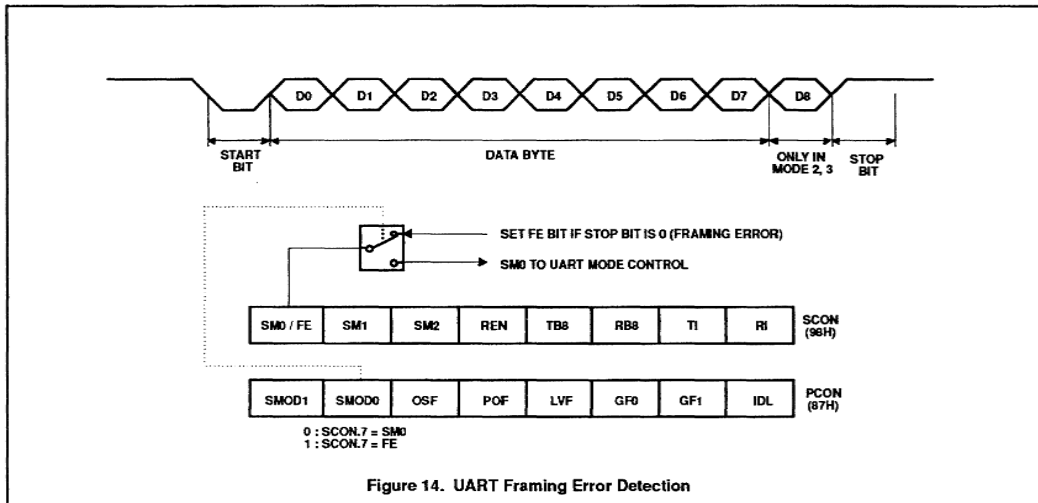 D0 D1 D2 D3 D4 D5 D6 D7 D8
START
BIT
DATA BYTE
ONLY IN
MODE 2, 3
STOP
BIT
SET FE BIT IF STOP BIT IS 0 (FRAMING ERROR)
SM0 TO UART MODE CONTROL
SM0 / FE SM1 SM2 REN TB8 RB8 TI RI
SCON
(98H)
SMOD1 SMOD0 OSF POF LVF GF0 GF1 IDL
PCON
(87H)
0 : SCON.7 = SM0
1 : SCON.7 = FE
Figure 14. UART Framing Error Detection